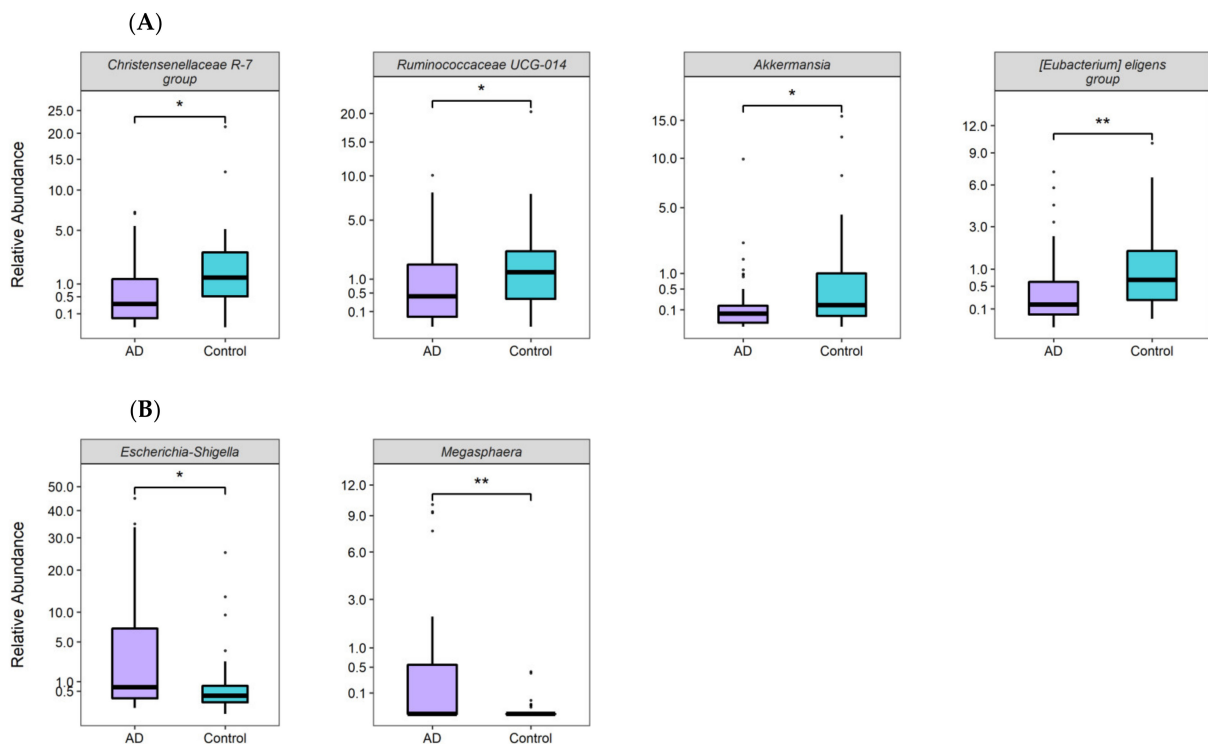 (A)
Christensenellaceae R-7
group
Ruminococcaceae UCG-014
Akkermansia
[Eubacterium] eligens
group
*
*
*
**
Relative Abundance
25.0
20.0
15.0
10.0
5.0
1.0
0.5
0.1
20.0
15.0
10.0
5.0
1.0
0.5
0.1
15.0
10.0
5.0
1.0
0.5
0.1
12.0
9.0
6.0
3.0
1.0
0.5
0.1
AD Control
AD Control
AD Control
AD Control
(B)
Escherichia-Shigella
Megasphaera
*
**
Relative Abundance
50.0
40.0
30.0
20.0
10.0
5.0
1.0
0.5
12.0
9.0
6.0
3.0
1.0
0.5
0.1
AD Control
AD Control